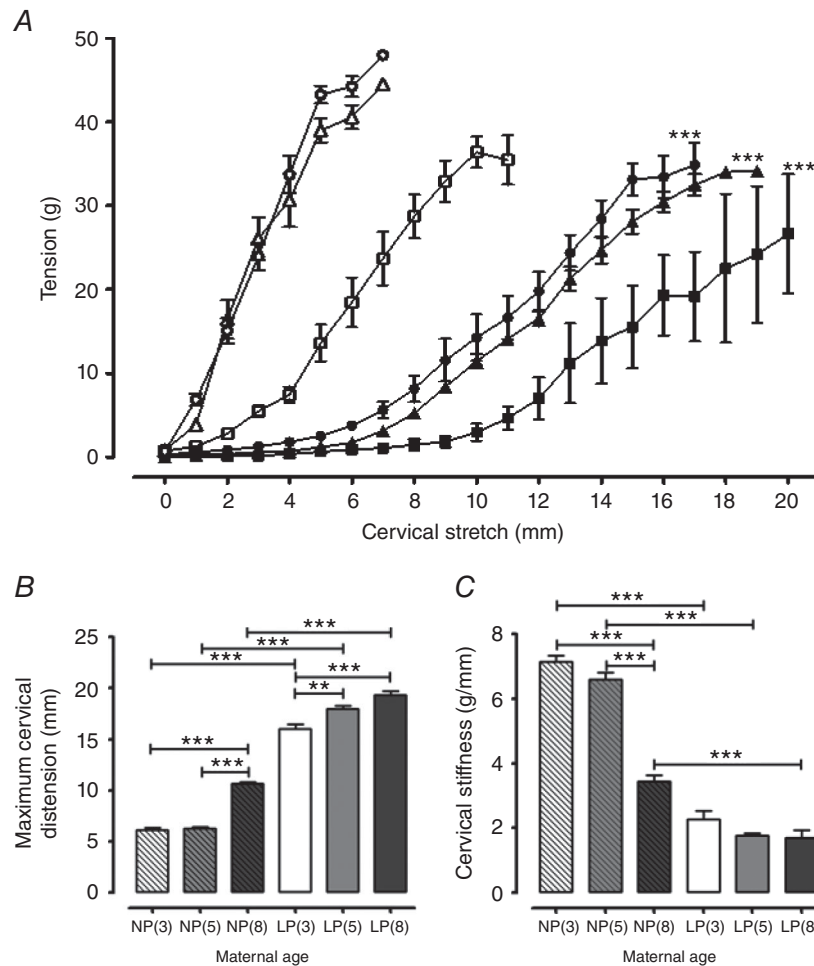 A
50
40
30
20
10
0
Tension (g)
***
***
***
0 2 4 6 8 10 12 14 16 18 20
Cervical stretch (mm)
B
25
20
15
10
5
0
Maximum cervical
distension (mm)
***
***
***
***
**
***
***
NP(3) NP(5) NP(8) LP(3) LP(5) LP(8)
Maternal age
C
8
6
4
2
0
Cervical stiffness (g/mm)
***
***
***
***
***
NP(3) NP(5) NP(8) LP(3) LP(5) LP(8)
Maternal age